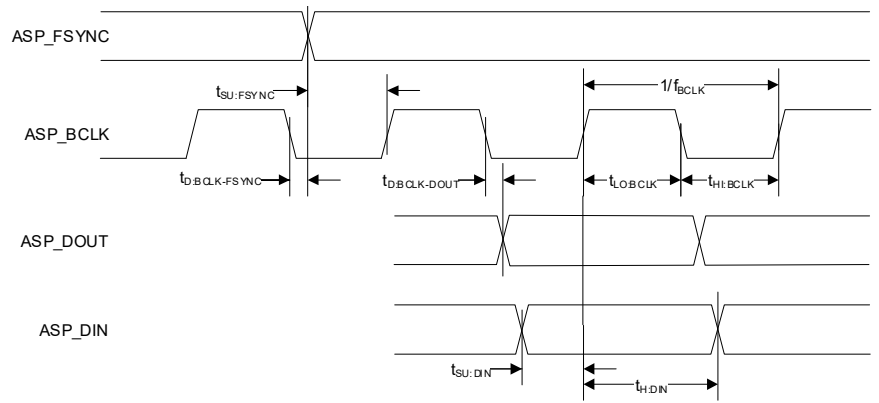 ASP_FSYNC
tSU:FSYNC
1/fBCLK
ASP_BCLK
tD:BCLK-FSYNC
tD:BCLK-DOUT
tLO:BCLK
tHI:BCLK
ASP_DOUT
ASP_DIN
tSU:DIN
tH:DIN